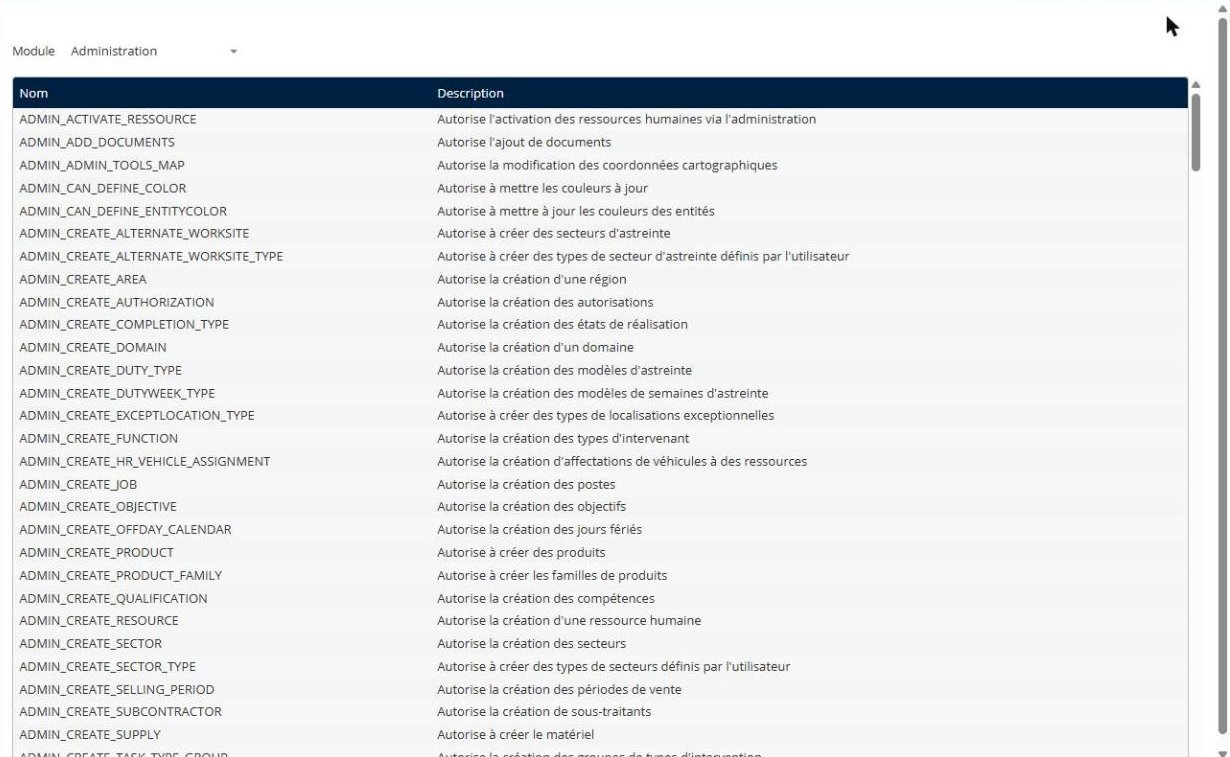 Module Administration
Nom Description
ADMIN_ACTIVATE_RESSOURCE Autorise l'activation des ressources humaines via l'administration
ADMIN_ADD_DOCUMENTS Autorise l'ajout de documents
ADMIN_ADMIN_TOOLS_MAP Autorise la modification des coordonnées cartographiques
ADMIN_CAN_DEFINE_COLOR Autorise à mettre les couleurs à jour
ADMIN_CAN_DEFINE_ENTITYCOLOR Autorise à mettre à jour les couleurs des entités
ADMIN_CREATE_ALTERNATE_WORKSITE Autorise à créer des secteurs d'astreinte
ADMIN_CREATE_ALTERNATE_WORKSITE_TYPE Autorise à créer des types de secteur d'astreinte définis par l'utilisateur
ADMIN_CREATE_AREA Autorise la création d'une région
ADMIN_CREATE_AUTHORIZATION Autorise la création des autorisations
ADMIN_CREATE_COMPLETION_TYPE Autorise la création des états de réalisation
ADMIN_CREATE_DOMAIN Autorise la création d'un domaine
ADMIN_CREATE_DUTY_TYPE Autorise la création des modèles d'astreinte
ADMIN_CREATE_DUTYWEEK_TYPE Autorise la création des modèles de semaines d'astreinte
ADMIN_CREATE_EXCEPTLOCATION_TYPE Autorise à créer des types de localisations exceptionnelles
ADMIN_CREATE_FUNCTION Autorise la création des types d'intervenant
ADMIN_CREATE_HR_VEHICLE_ASSIGNMENT Autorise la création d'affectations de véhicules à des ressources
ADMIN_CREATE_JOB Autorise la création des postes
ADMIN_CREATE_OBJECTIVE Autorise la création des objectifs
ADMIN_CREATE_OFFDAY_CALENDAR Autorise la création des jours fériés
ADMIN_CREATE_PRODUCT Autorise à créer des produits
ADMIN_CREATE_PRODUCT_FAMILY Autorise à créer les familles de produits
ADMIN_CREATE_QUALIFICATION Autorise la création des compétences
ADMIN_CREATE_RESOURCE Autorise la création d'une ressource humaine
ADMIN_CREATE_SECTOR Autorise la création des secteurs
ADMIN_CREATE_SECTOR_TYPE Autorise à créer des types de secteurs définis par l'utilisateur
ADMIN_CREATE_SELLING_PERIOD Autorise la création des périodes de vente
ADMIN_CREATE_SUBCONTRACTOR Autorise la création de sous-traitants
ADMIN_CREATE_SUPPLY Autorise à créer le matériel
ADMIN_CREATE_TASK_TYPE_GROUP Autorise la création des groupes de types d'intervention